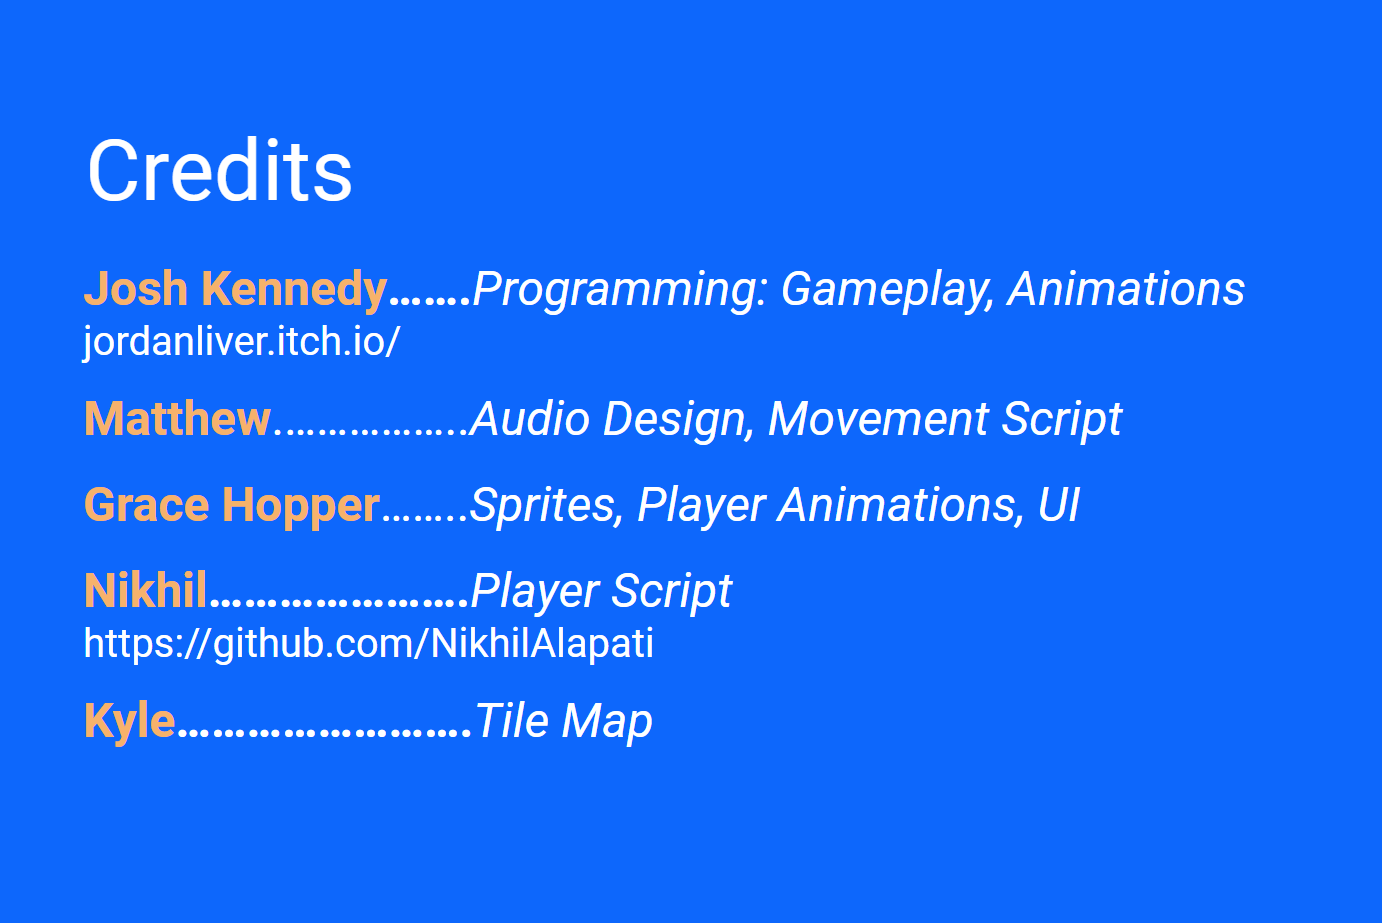 Credits
Josh Kennedy…….Programming: Gameplay, Animations
jordanliver.itch.io/
Matthew……………..Audio Design, Movement Script
Grace Hopper……..Sprites, Player Animations, UI
Nikhil………………….Player Script
https://github.com/NikhilAlapati
Kyle…………………….Tile Map